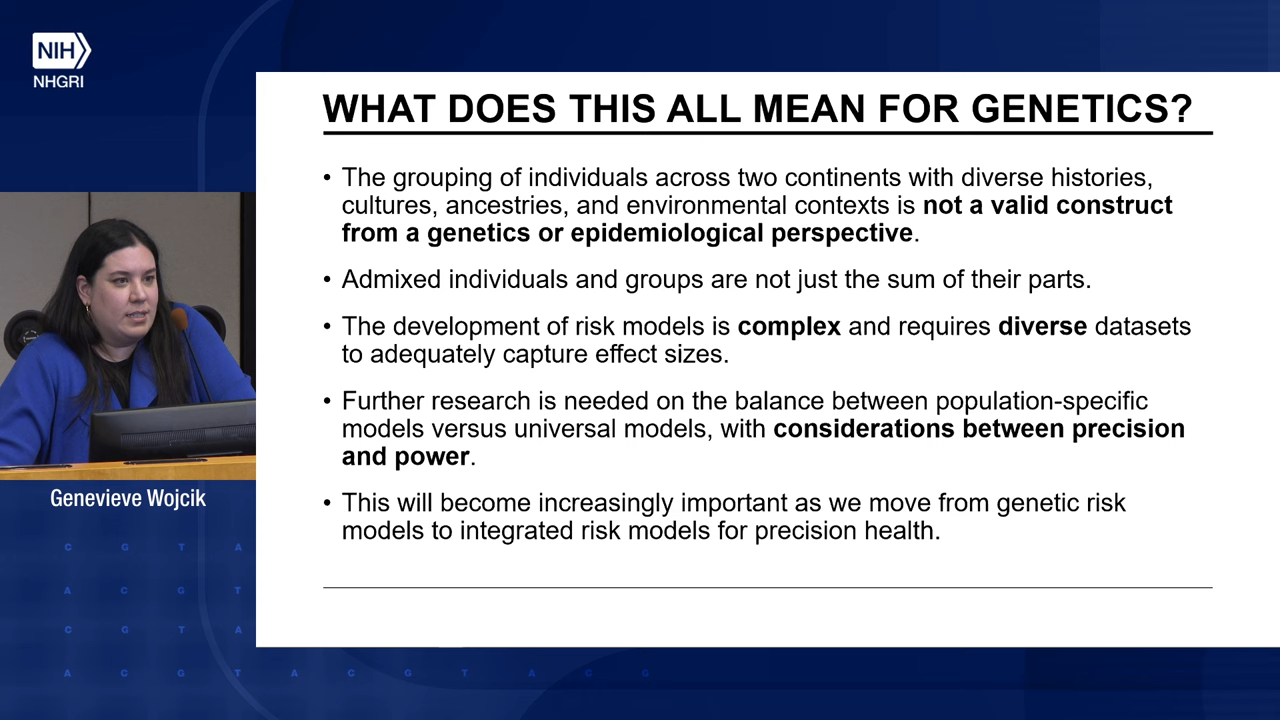 NIH
NHGRI
WHAT DOES THIS ALL MEAN FOR GENETICS?
• The grouping of individuals across two continents with diverse histories,
cultures, ancestries, and environmental contexts is not a valid construct
from a genetics or epidemiological perspective.
• Admixed individuals and groups are not just the sum of their parts.
• The development of risk models is complex and requires diverse datasets
to adequately capture effect sizes.
• Further research is needed on the balance between population-specific
models versus universal models, with considerations between precision
and power.
• This will become increasingly important as we move from genetic risk
models to integrated risk models for precision health.
Genevieve Wojcik
C G T A
A C G T
C G T A
A C G T A C G T A C G